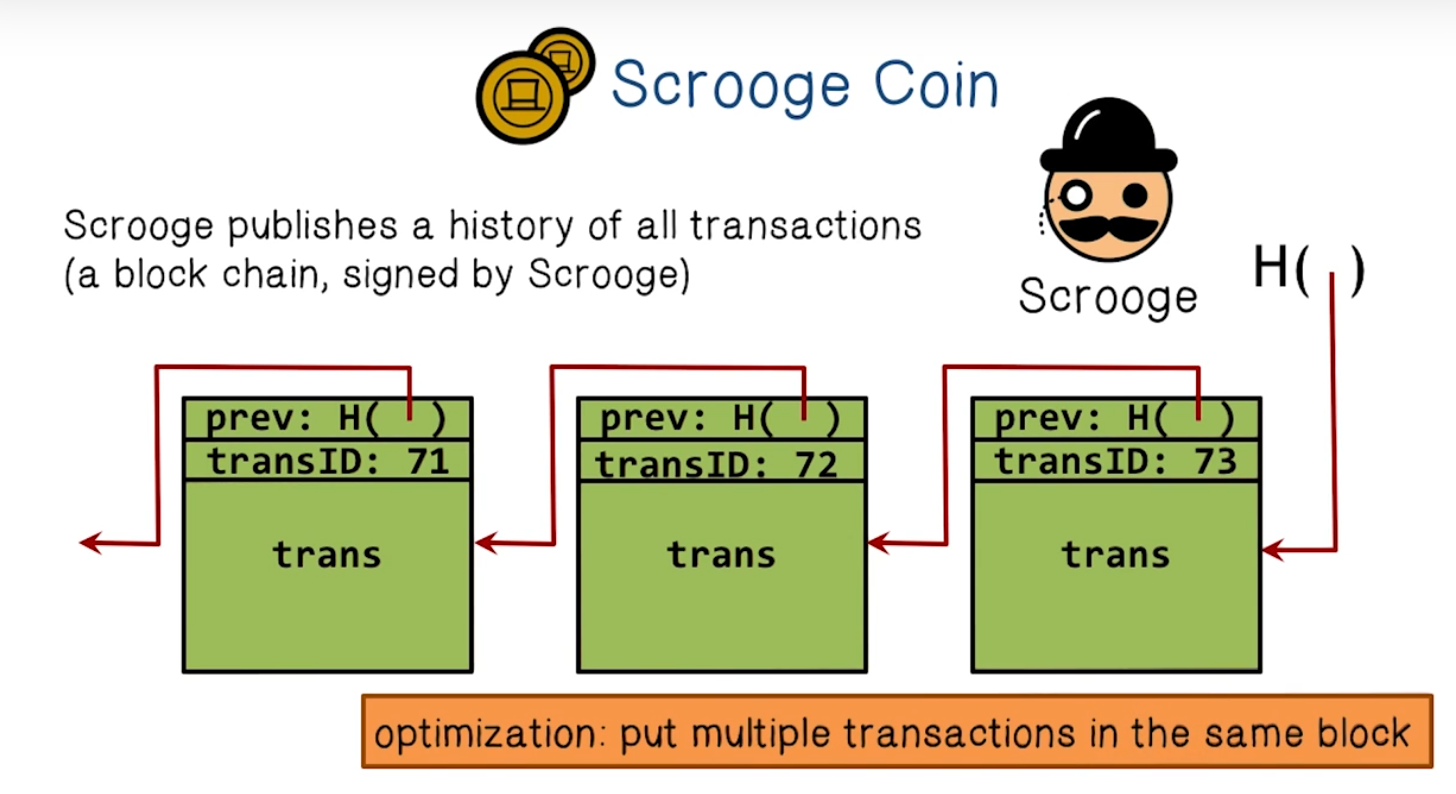 Scrooge Coin
Scrooge publishes a history of all transactions
(a block chain, signed by Scrooge)
Scrooge
H( )
prev: H( )
transID: 71
trans
prev: H( )
transID: 72
trans
prev: H( )
transID: 73
trans
optimization: put multiple transactions in the same block